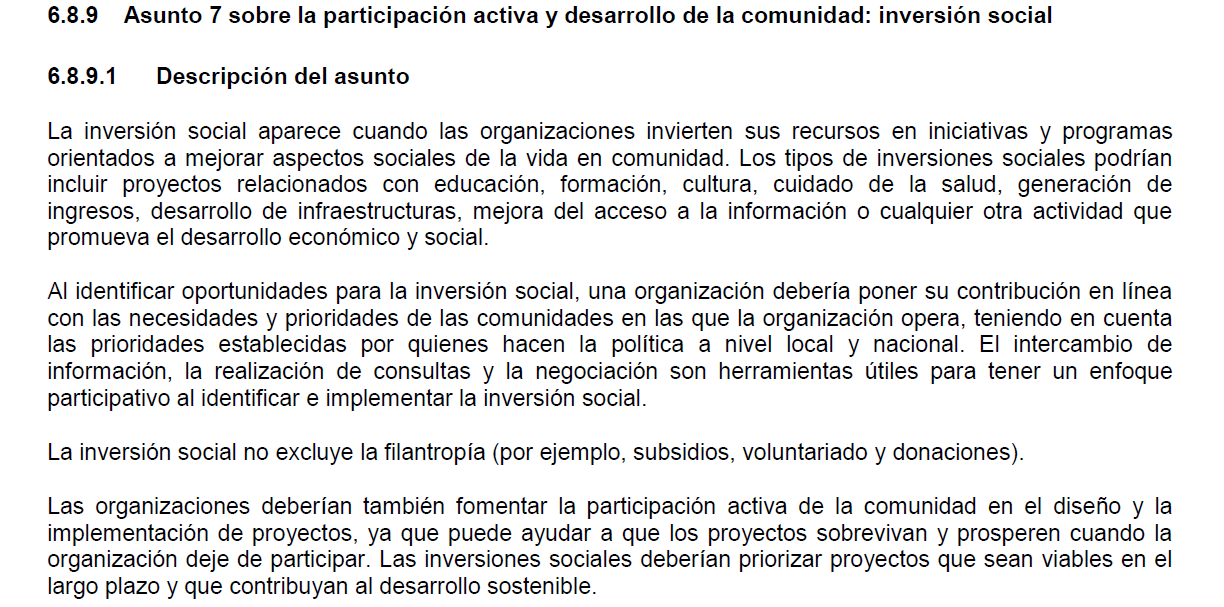 6.8.9 Asunto 7 sobre la participación activa y desarrollo de la comunidad: inversión social
6.8.9.1 Descripción del asunto
La inversión social aparece cuando las organizaciones invierten sus recursos en iniciativas y programas
orientados a mejorar aspectos sociales de la vida en comunidad. Los tipos de inversiones sociales podrían
incluir proyectos relacionados con educación, formación, cultura, cuidado de la salud, generación de
ingresos, desarrollo de infraestructuras, mejora del acceso a la información o cualquier otra actividad que
promueva el desarrollo económico y social.
Al identificar oportunidades para la inversión social, una organización debería poner su contribución en línea
con las necesidades y prioridades de las comunidades en las que la organización opera, teniendo en cuenta
las prioridades establecidas por quienes hacen la política a nivel local y nacional. El intercambio de
información, la realización de consultas y la negociación son herramientas útiles para tener un enfoque
participativo al identificar e implementar la inversión social.
La inversión social no excluye la filantropía (por ejemplo, subsidios, voluntariado y donaciones).
Las organizaciones deberían también fomentar la participación activa de la comunidad en el diseño y la
implementación de proyectos, ya que puede ayudar a que los proyectos sobrevivan y prosperen cuando la
organización deje de participar. Las inversiones sociales deberían priorizar proyectos que sean viables en el
largo plazo y que contribuyan al desarrollo sostenible.